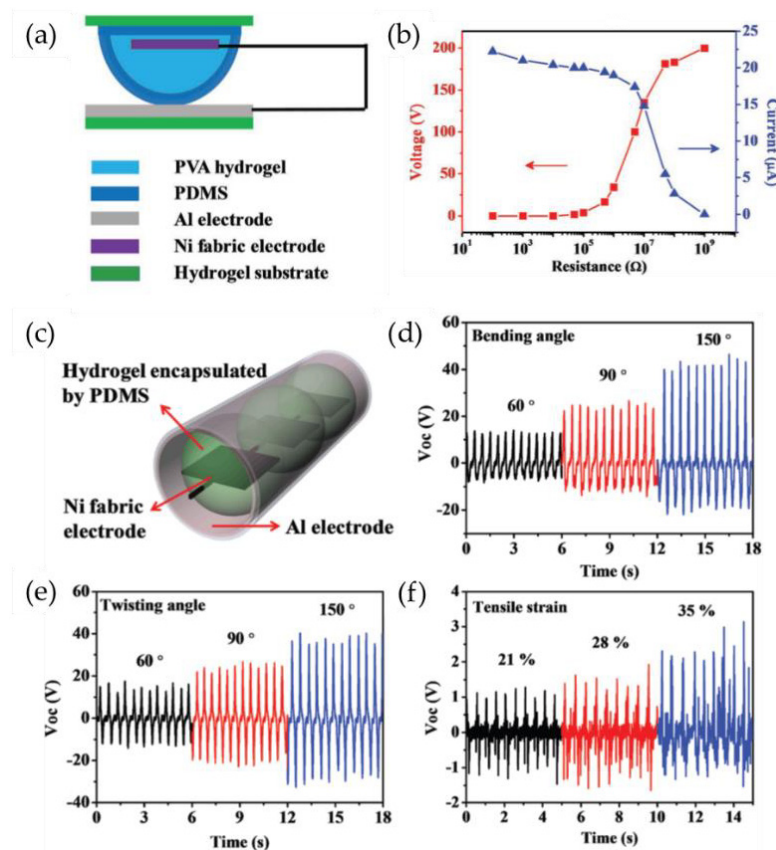 (a)
PVA hydrogel
PDMS
Al electrode
Ni fabric electrode
Hydrogel substrate
(b)
Voltage (V)
200
150
100
50
0
10¹ 10³ 10⁵ 10⁷ 10⁹
Resistance (Ω)
25
20
15
10
5
0
Current (μA)
(c)
Hydrogel encapsulated
by PDMS
Ni fabric
electrode
Al electrode
(d)
Bending angle
60 °
90 °
150 °
Voc (V)
60
40
20
0
-20
0 3 6 9 12 15 18
Time (s)
(e)
Twisting angle
60 °
90 °
150 °
Voc (V)
60
40
20
0
-20
-40
0 6 12 18
Time (s)
(f)
Tensile strain
21 %
28 %
35 %
Voc (V)
4
3
2
1
0
-1
-2
0 2 4 6 8 10 12 14
Time (s)